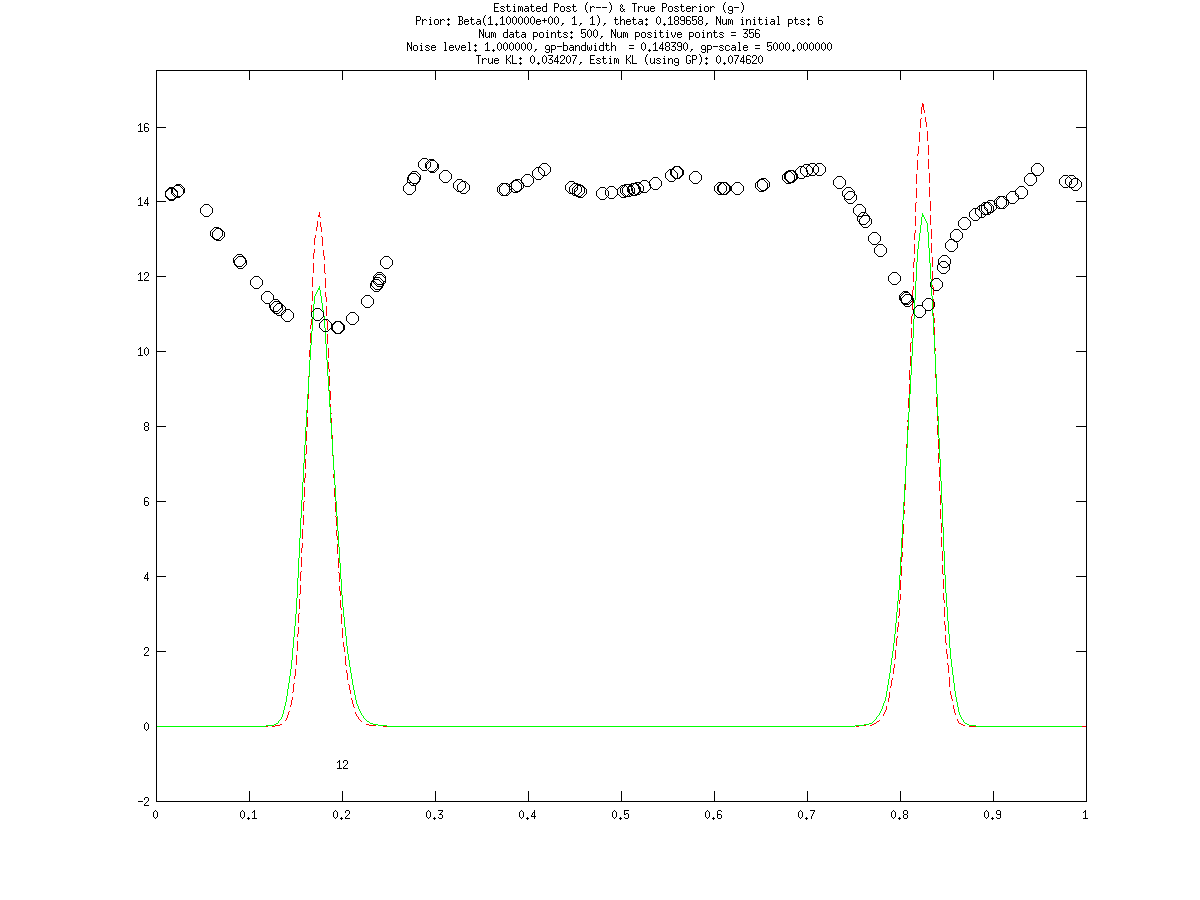 Estimated Post (r--) & True Posterior (g-)
Prior: Beta(1.100000e+00, 1, 1), theta: 0.189658, Num initial pts: 6
Num data points: 500, Num positive points = 356
Noise level: 1.000000, gp-bandwidth  = 0.148390, gp-scale = 5000.000000
True KL: 0.034207, Estim KL (using GP): 0.074620
16
14
12
10
8
6
4
2
0
12
-2
0 0.1 0.2 0.3 0.4 0.5 0.6 0.7 0.8 0.9 1